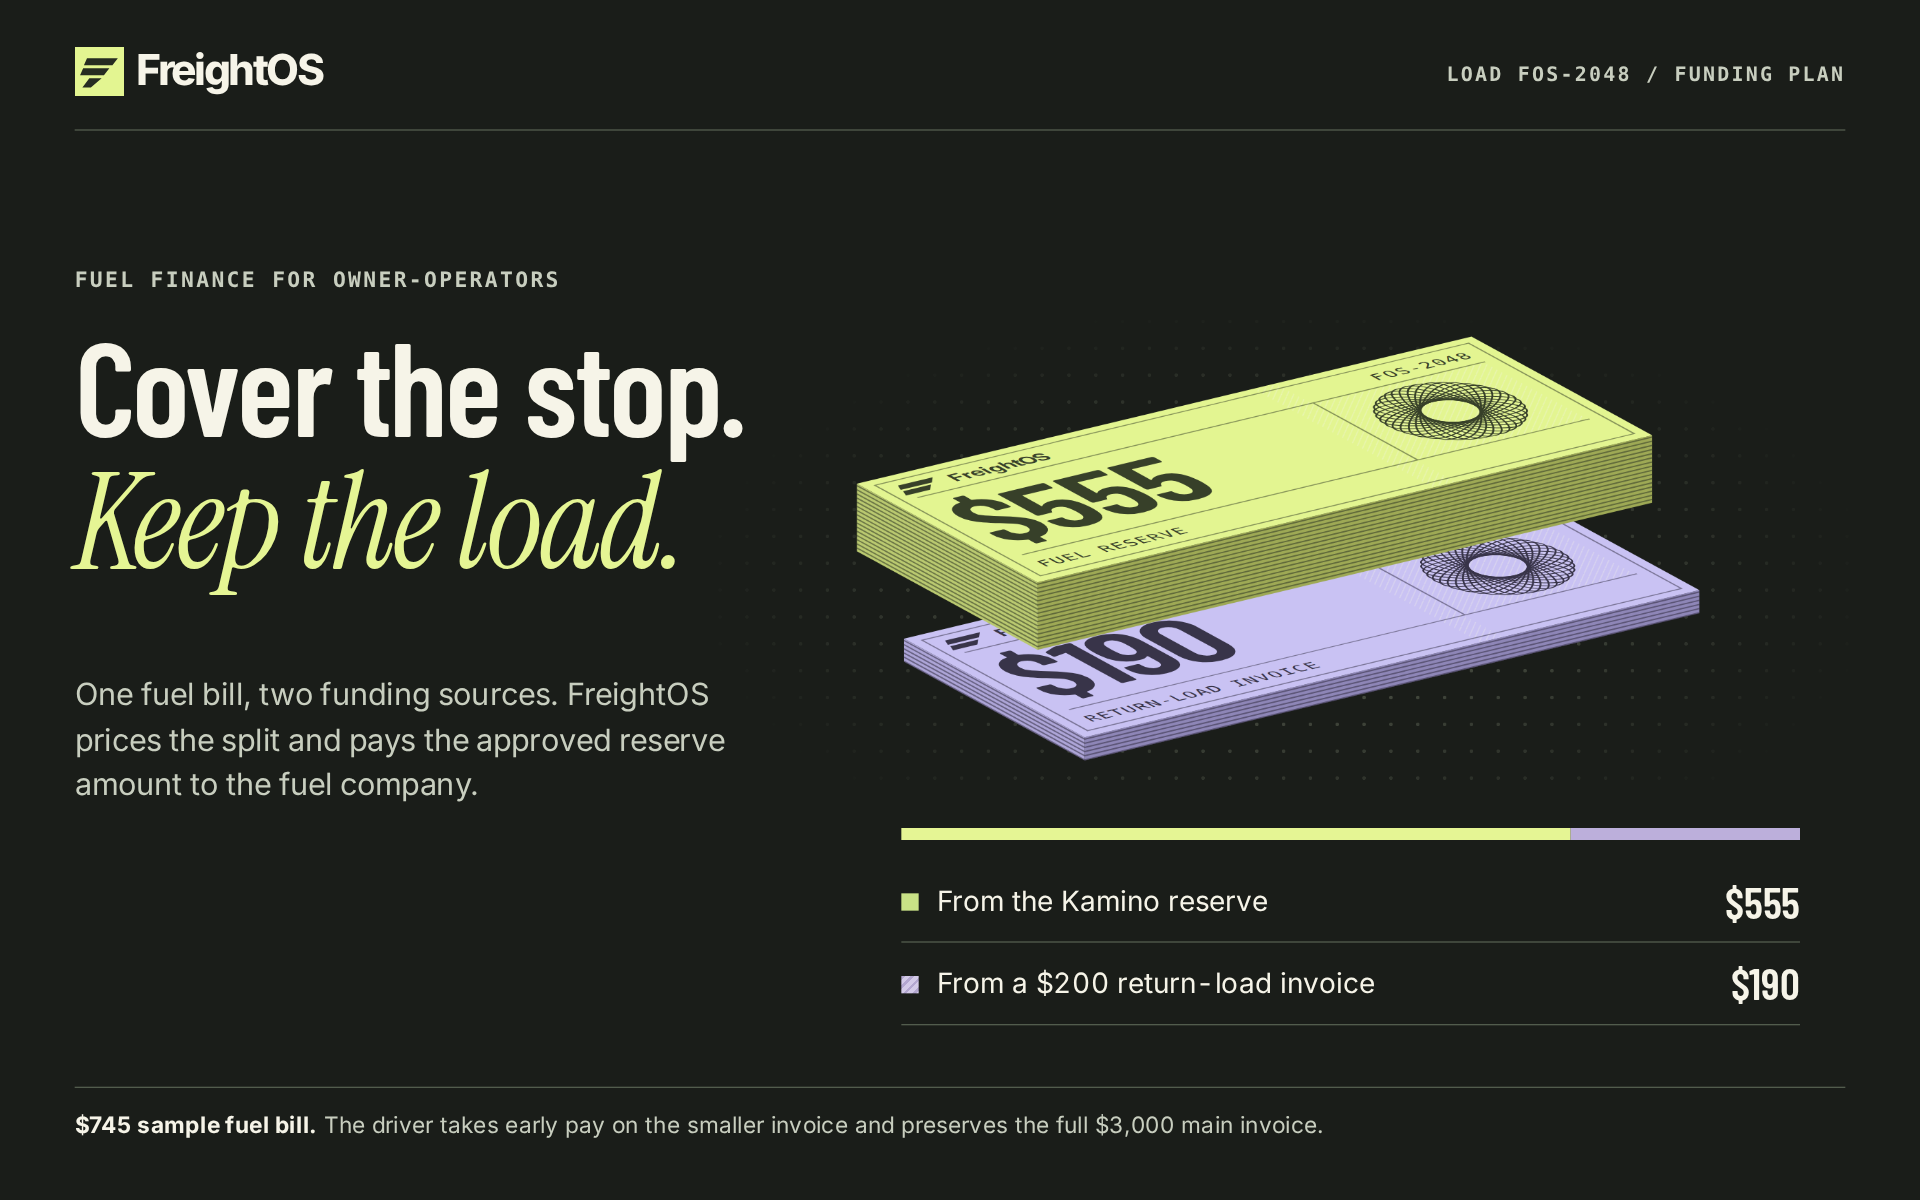 FreightOS
LOAD FOS-2048 / FUNDING PLAN
FUEL FINANCE FOR OWNER-OPERATORS
Cover the stop.
Keep the load.
One fuel bill, two funding sources. FreightOS
prices the split and pays the approved reserve
amount to the fuel company.
FOS-2048
FreightOS
$555
FUEL RESERVE
F
$190
RETURN-LOAD INVOICE
From the Kamino reserve
$555
From a $200 return-load invoice
$190
$745 sample fuel bill. The driver takes early pay on the smaller invoice and preserves the full $3,000 main invoice.